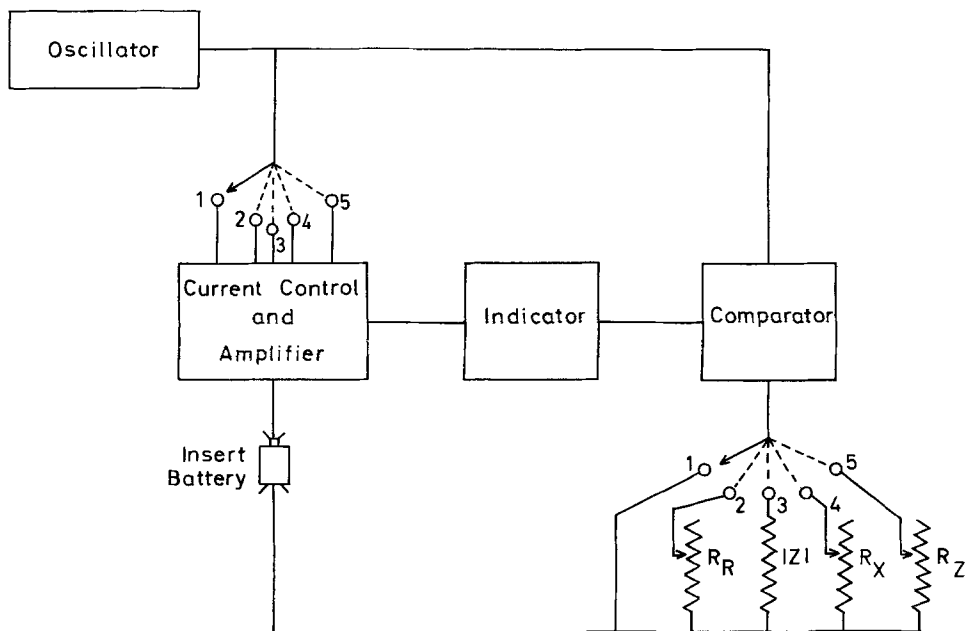 Oscillator
1
2
3
4
5
Current Control
and
Amplifier
Indicator
Comparator
Insert
Battery
1
2
3
4
5
R_R
|Z|
R_X
R_Z